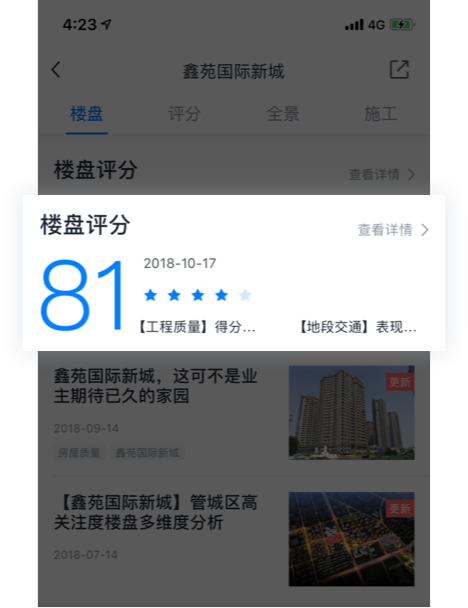 4:23
4G
鑫苑国际新城
楼盘 评分 全景 施工
楼盘评分 查看详情
楼盘评分 查看详情
81
2018-10-17
【工程质量】得分... 【地段交通】表现...
鑫苑国际新城，这可不是业
主期待已久的家园
更新
2018-09-14
房屋质量 鑫苑国际新城
【鑫苑国际新城】管城区高
关注度楼盘多维度分析
更新
2018-07-14